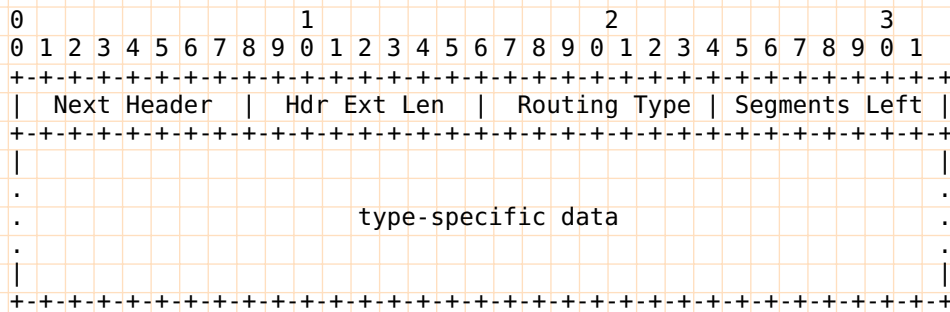 0                   1                   2                   3
0 1 2 3 4 5 6 7 8 9 0 1 2 3 4 5 6 7 8 9 0 1 2 3 4 5 6 7 8 9 0 1
+-+-+-+-+-+-+-+-+-+-+-+-+-+-+-+-+-+-+-+-+-+-+-+-+-+-+-+-+-+-+-+-+
|  Next Header  |  Hdr Ext Len  |  Routing Type | Segments Left |
+-+-+-+-+-+-+-+-+-+-+-+-+-+-+-+-+-+-+-+-+-+-+-+-+-+-+-+-+-+-+-+-+
|                                                               |
.                                                               .
.                       type-specific data                      .
.                                                               .
|                                                               |
+-+-+-+-+-+-+-+-+-+-+-+-+-+-+-+-+-+-+-+-+-+-+-+-+-+-+-+-+-+-+-+-+